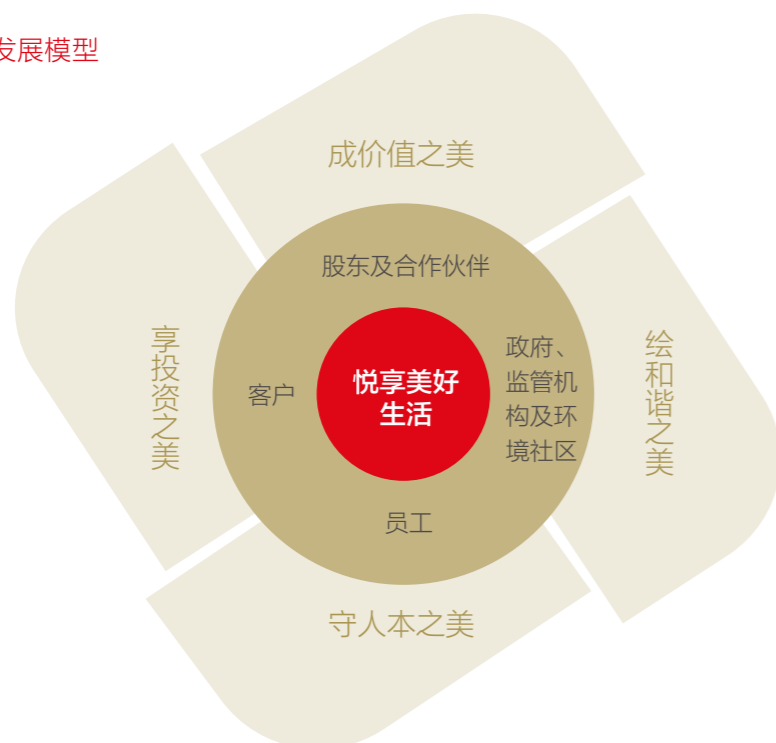 发展模型
成价值之美
股东及合作伙伴
享投资之美
客户
悦享美好
生活
政府、
监管机
构及环
境社区
绘和谐之美
员工
守人本之美